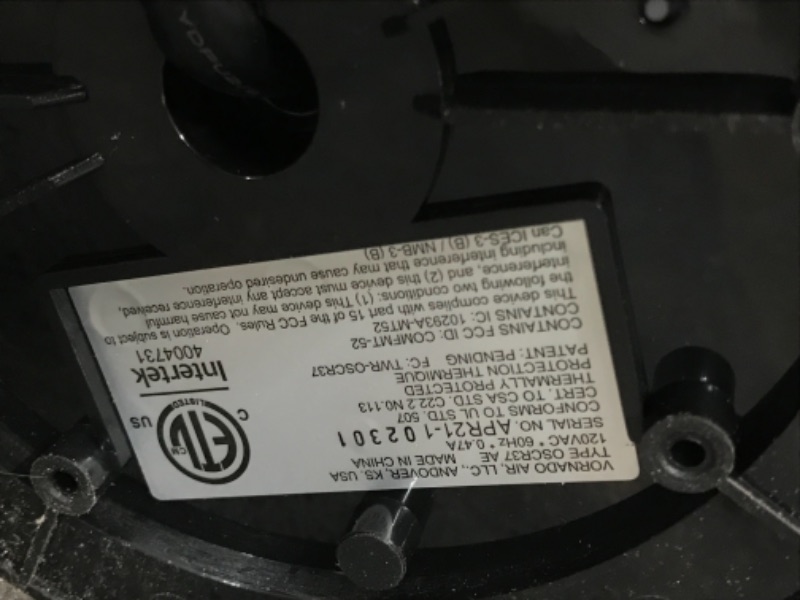 VORNADO AIR, LLC., ANDOVER, KS, USA
TYPE OSCR37 AE MADE IN CHINA
120VAC * 60Hz * 0.47A
SERIAL NO. APR21-102301
CONFORMS TO UL STD. 507
CERT. TO CSA STD. C22.2 NO.113
THERMALLY PROTECTED
PROTECTION THERMIQUE
PATENT: PENDING FC: TWR-OSCR37
CONTAINS FCC ID: COMFMT-52
CONTAINS IC: 10293A-MT52
C
ETL
CM
LISTED
US
Intertek
4004731
This device complies with part 15 of the FCC Rules. Operation is subject to
the following two conditions: (1) This device may not cause harmful
interference, and (2) this device must accept any interference received,
including interference that may cause undesired operation.
Can ICES-3 (B) / NMB-3 (B)